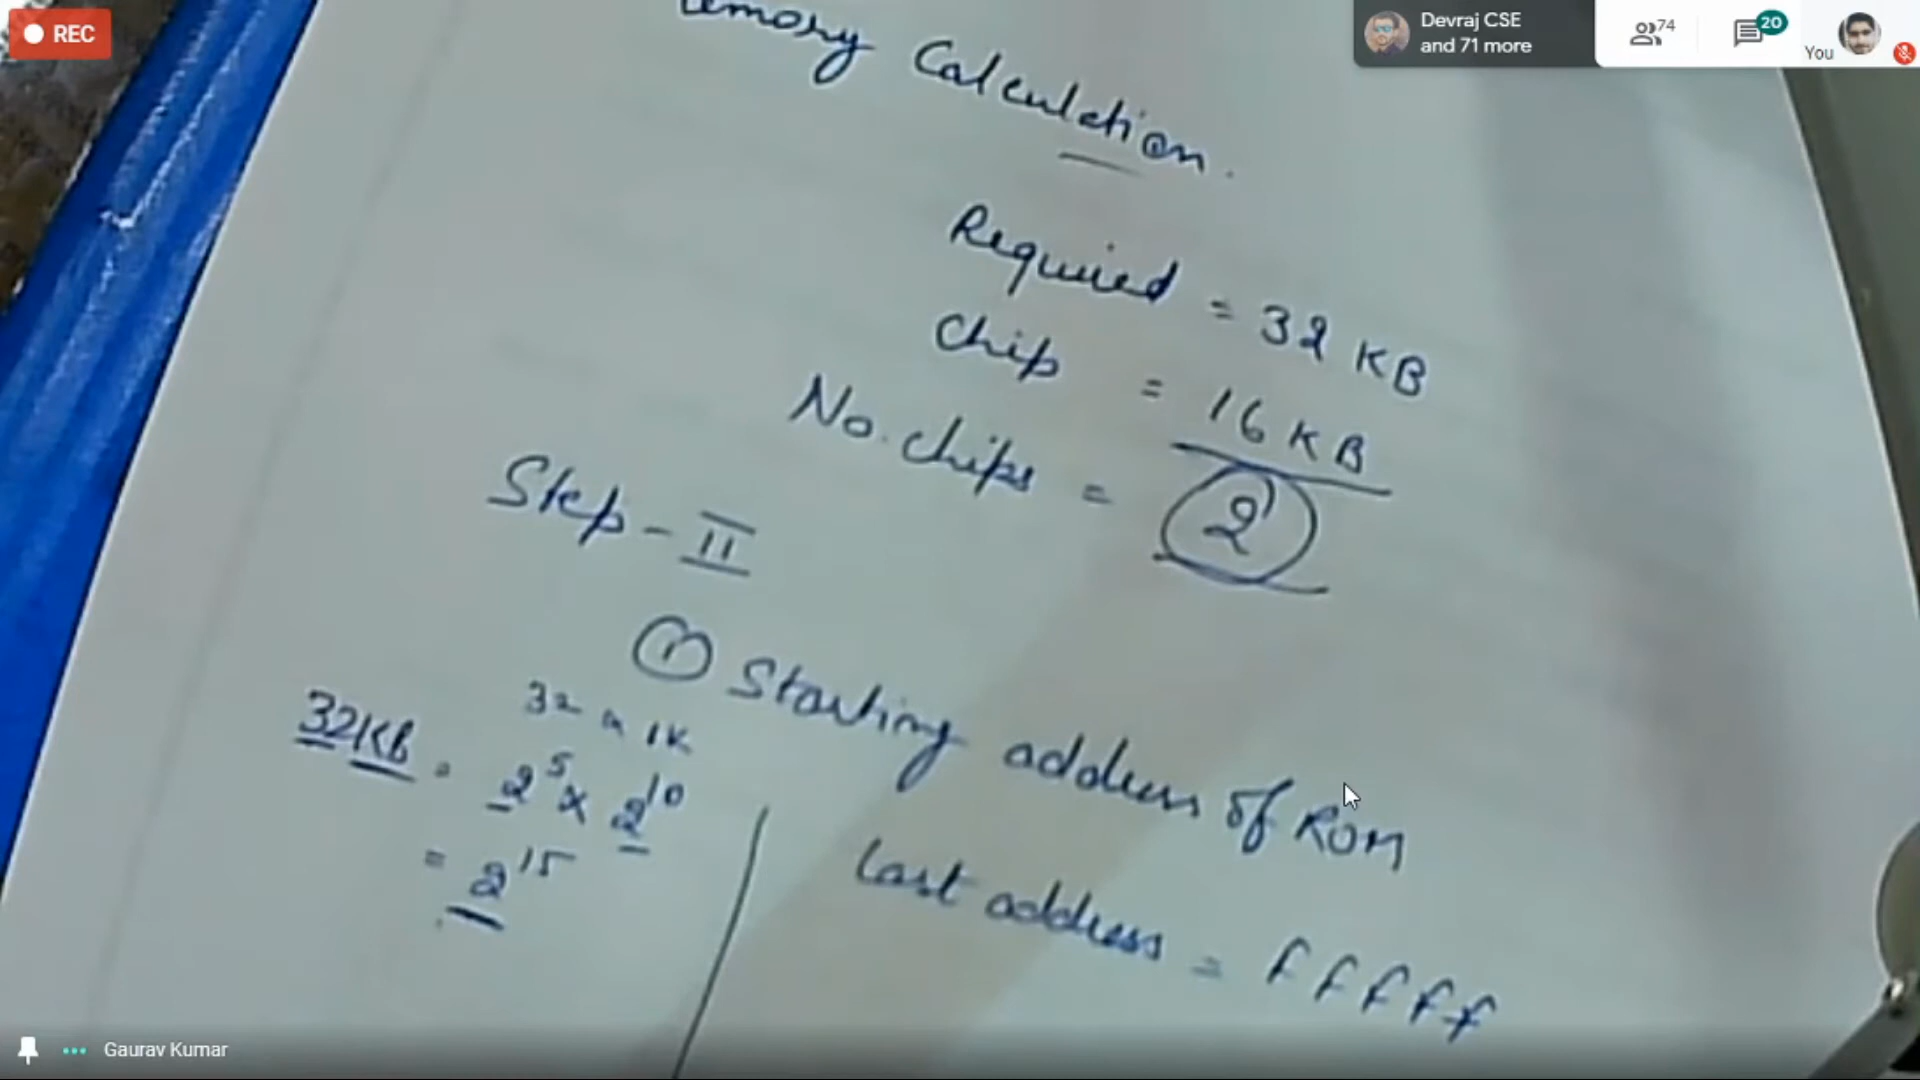 REC
Devraj CSE
and 71 more
74
20
You
Calculation.
Required = 32 KB
Chip = 16 KB
No. chips = 2
Step - II
1 Starting address of ROM
32 x 1K
32KB = 2^5 x 2^10
= 2^15
Last address = FFFFF
Gaurav Kumar